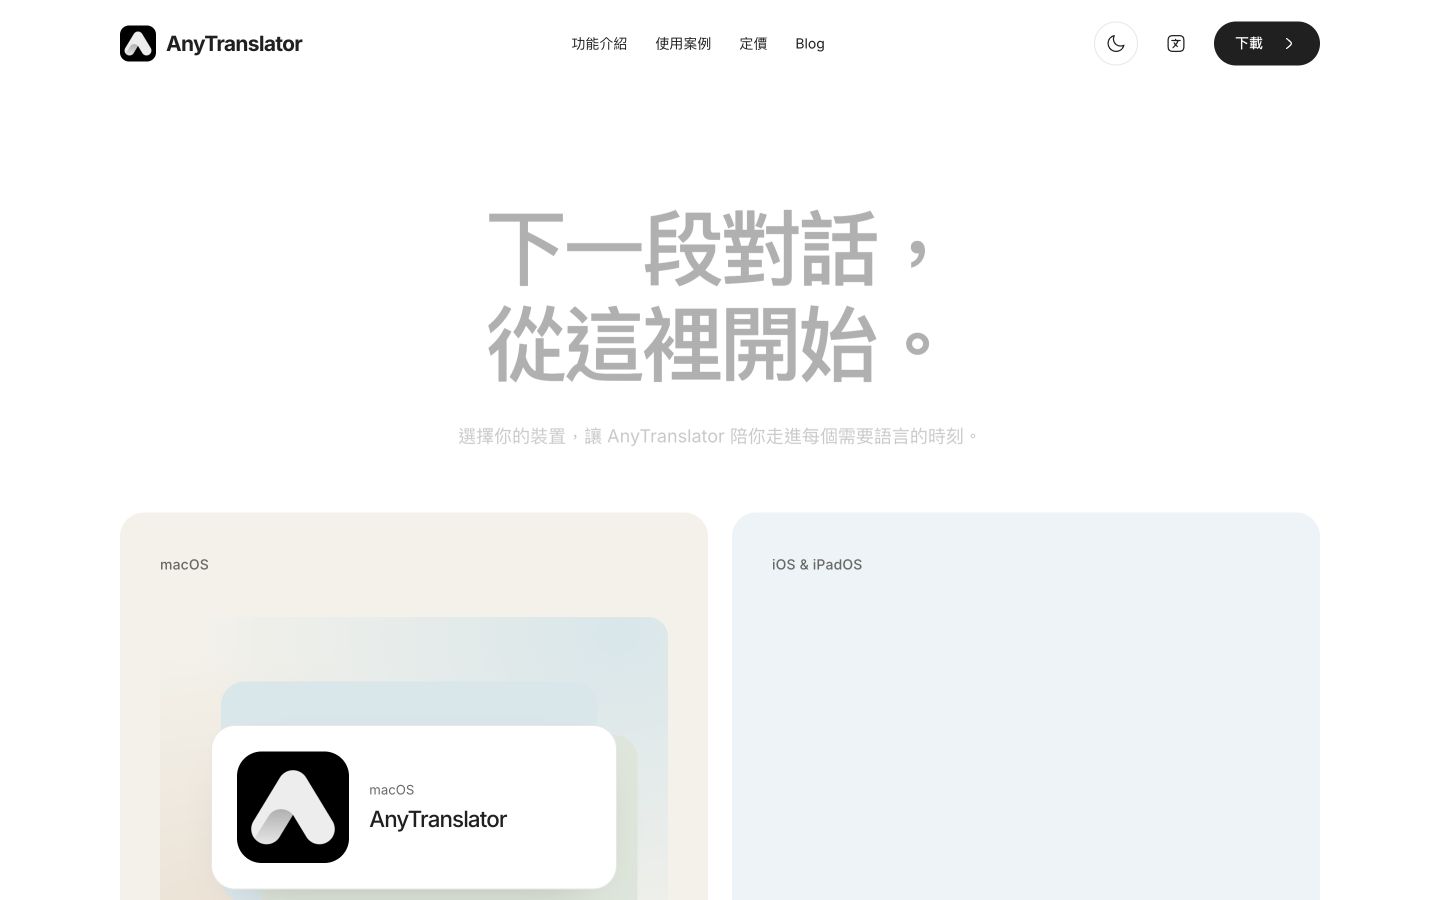 AnyTranslator
功能介紹
使用案例
定價
Blog
下載
下一段對話，
從這裡開始。
選擇你的裝置，讓 AnyTranslator 陪你走進每個需要語言的時刻。
macOS
iOS & iPadOS
macOS
AnyTranslator